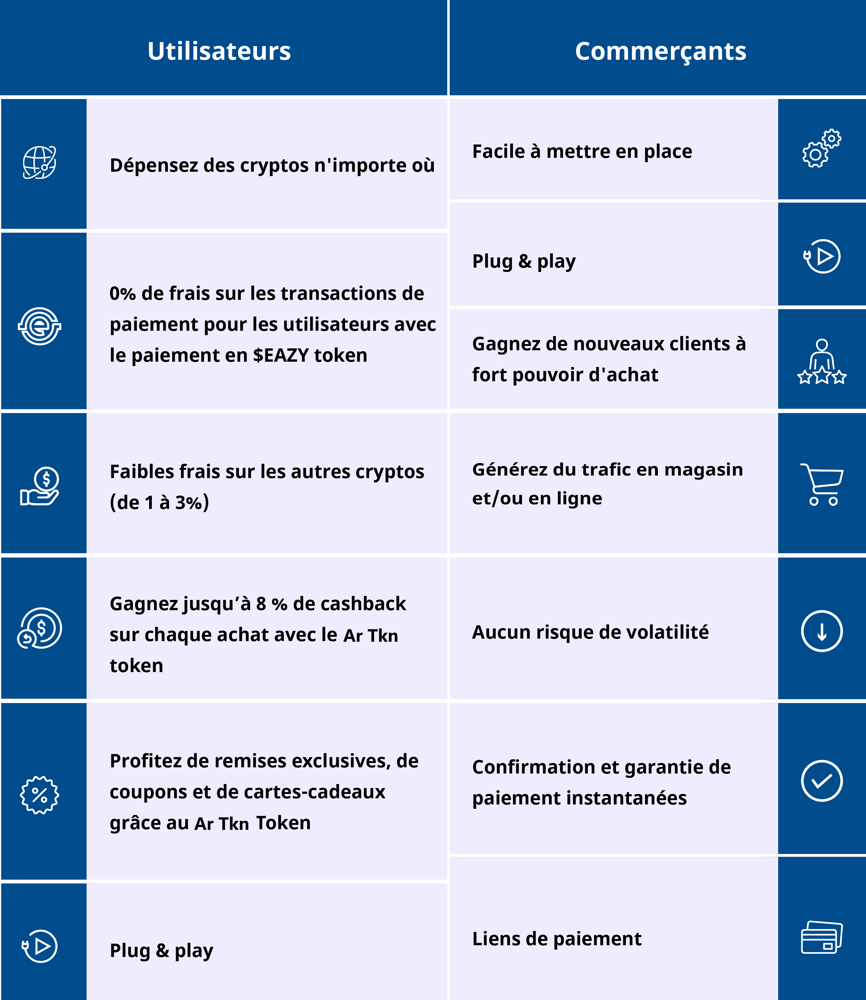 Utilisateurs
Commerçants
Dépensez des cryptos n'importe où
0% de frais sur les transactions de
paiement pour les utilisateurs avec
le paiement en $EAZY token
Faibles frais sur les autres cryptos
(de 1 à 3%)
Gagnez jusqu’à 8 % de cashback
sur chaque achat avec le Ar Tkn
token
Profitez de remises exclusives, de
coupons et de cartes-cadeaux
grâce au Ar Tkn Token
Plug & play
Facile à mettre en place
Plug & play
Gagnez de nouveaux clients à
fort pouvoir d'achat
Générez du trafic en magasin
et/ou en ligne
Aucun risque de volatilité
Confirmation et garantie de
paiement instantanées
Liens de paiement